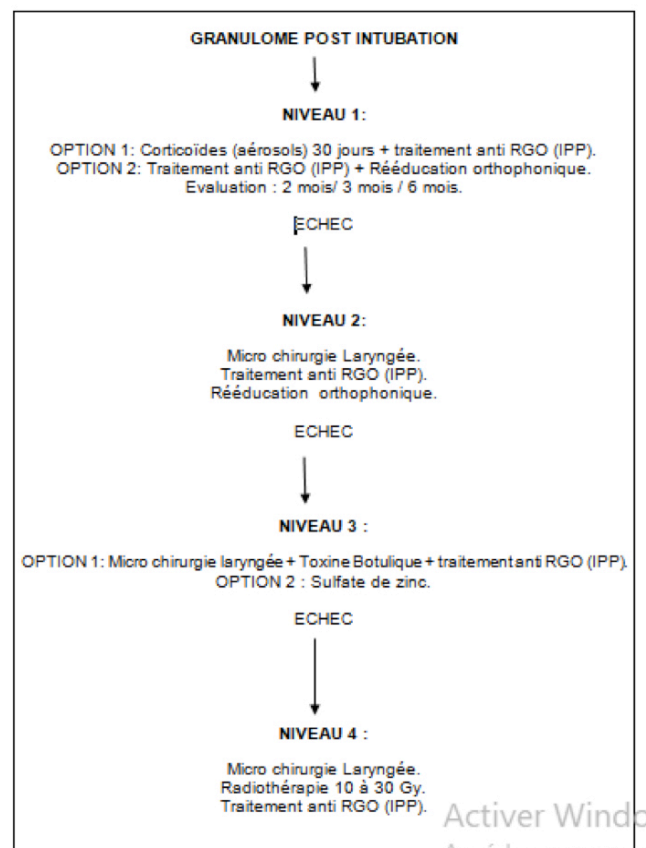 GRANULOME POST INTUBATION
NIVEAU 1:
OPTION 1: Corticoïdes (aérosols) 30 jours + traitement anti RGO (IPP).
OPTION 2: Traitement anti RGO (IPP) + Rééducation orthophonique.
Evaluation : 2 mois/ 3 mois / 6 mois.
ECHEC
NIVEAU 2:
Micro chirurgie Laryngée.
Traitement anti RGO (IPP).
Rééducation orthophonique.
ECHEC
NIVEAU 3 :
OPTION 1: Micro chirurgie laryngée + Toxine Botulique + traitement anti RGO (IPP).
OPTION 2 : Sulfate de zinc.
ECHEC
NIVEAU 4 :
Micro chirurgie Laryngée.
Radiothérapie 10 à 30 Gy.
Traitement anti RGO (IPP).
Activer Windo